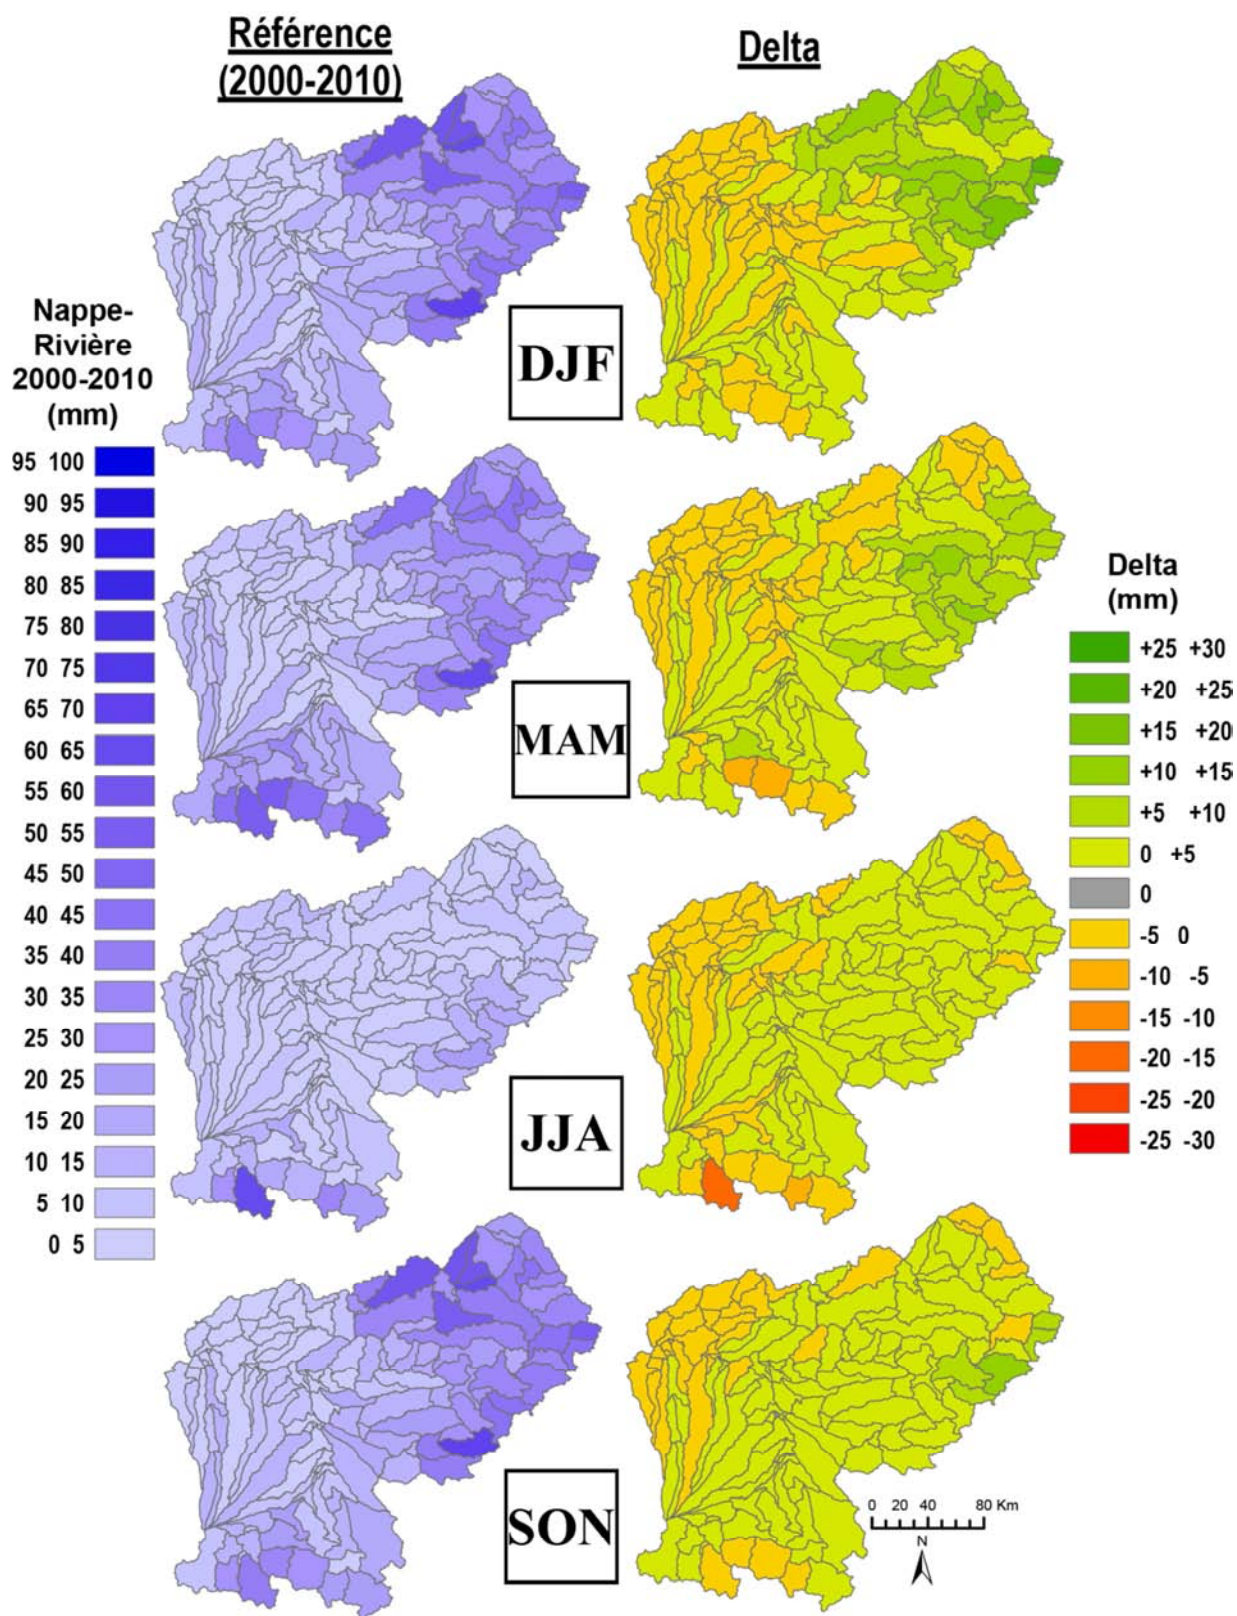 Référence
(2000-2010)
Delta
DJF
Nappe-
Rivière
2000-2010
(mm)
95 100
90 95
85 90
80 85
75 80
70 75
65 70
60 65
55 60
50 55
45 50
40 45
35 40
30 35
25 30
20 25
15 20
10 15
5 10
0 5
MAM
Delta
(mm)
+25 +30
+20 +25
+15 +20
+10 +15
+5 +10
0 +5
0
-5 0
-10 -5
-15 -10
-20 -15
-25 -20
-25 -30
JJA
SON
0 20 40 80 Km
N